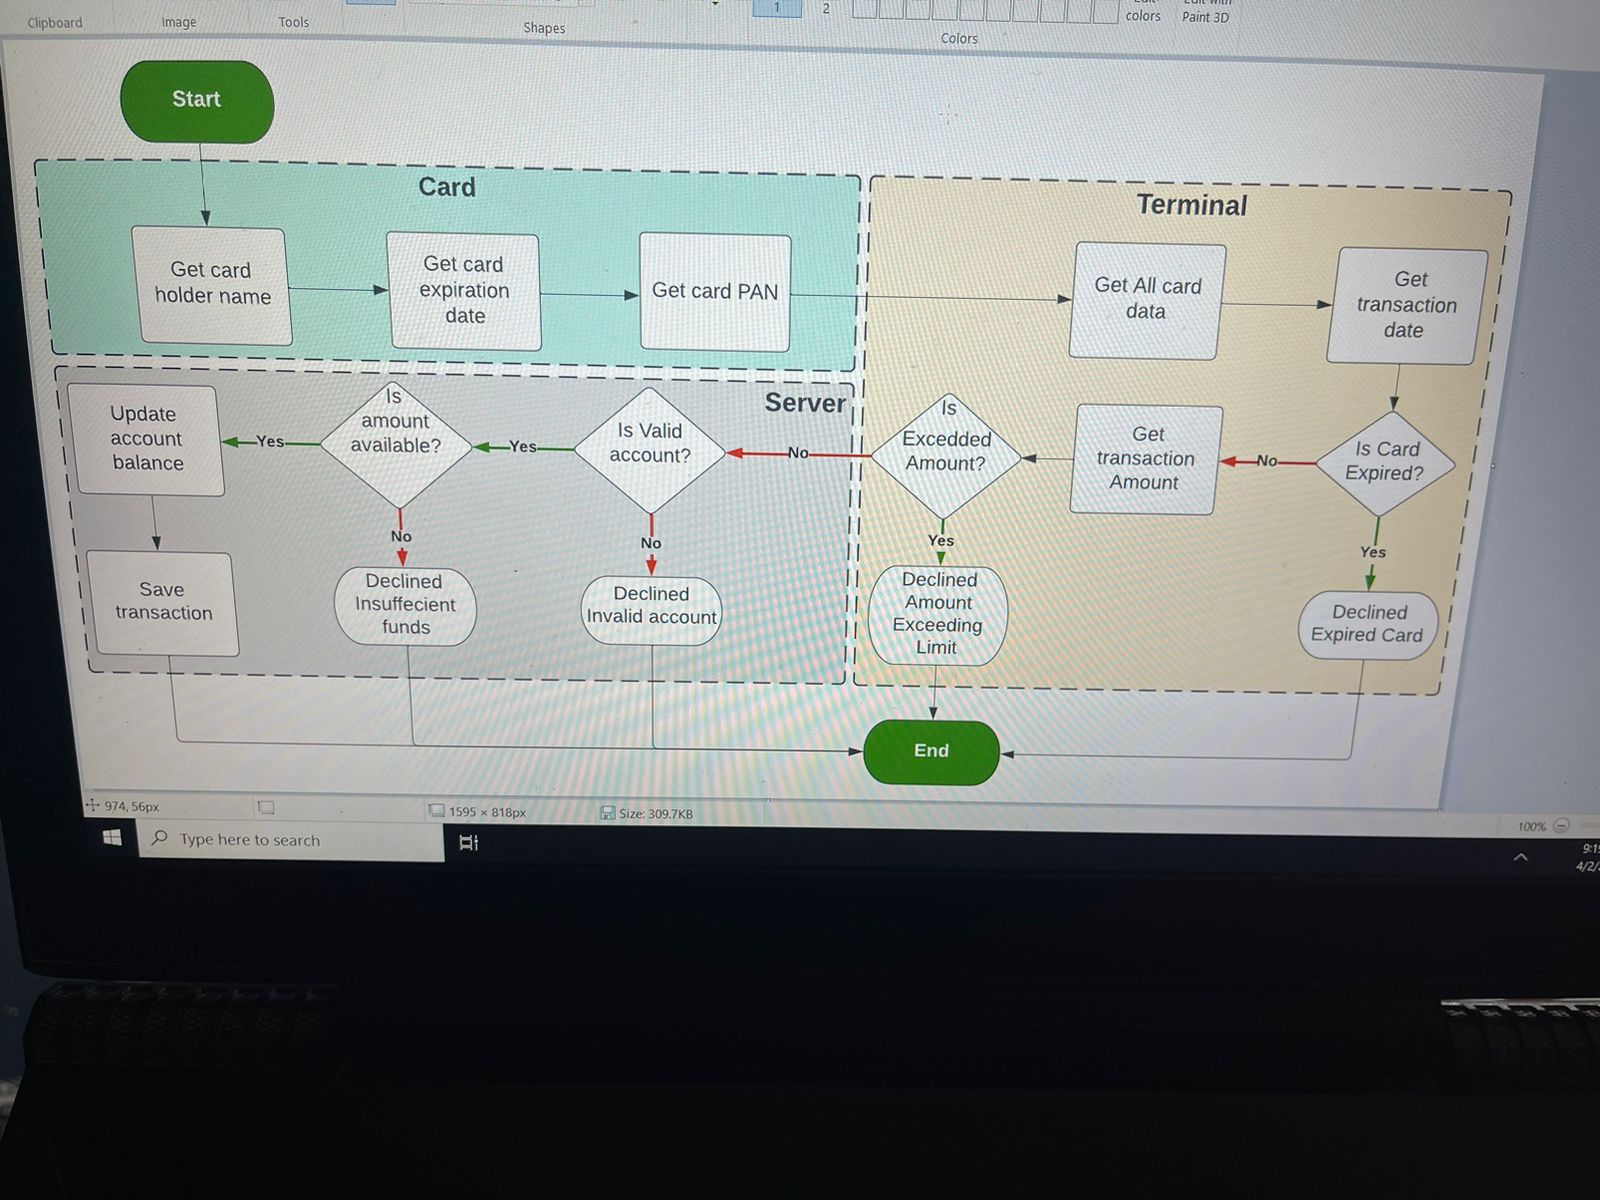 Clipboard
Image
Tools
Shapes
1
2
Colors
colors
Paint 3D
Start
Card
Terminal
Get card
holder name
Get card
expiration
date
Get card PAN
Get All card
data
Get
transaction
date
Server
Update
account
balance
Yes
Is
amount
available?
Yes
Is Valid
account?
No
Is
Excedded
Amount?
Get
transaction
Amount
No
Is Card
Expired?
No
No
Yes
Yes
Save
transaction
Declined
Insuffecient
funds
Declined
Invalid account
Declined
Amount
Exceeding
Limit
Declined
Expired Card
End
974, 56px
1595 × 818px
Size: 309.7KB
100%
Type here to search